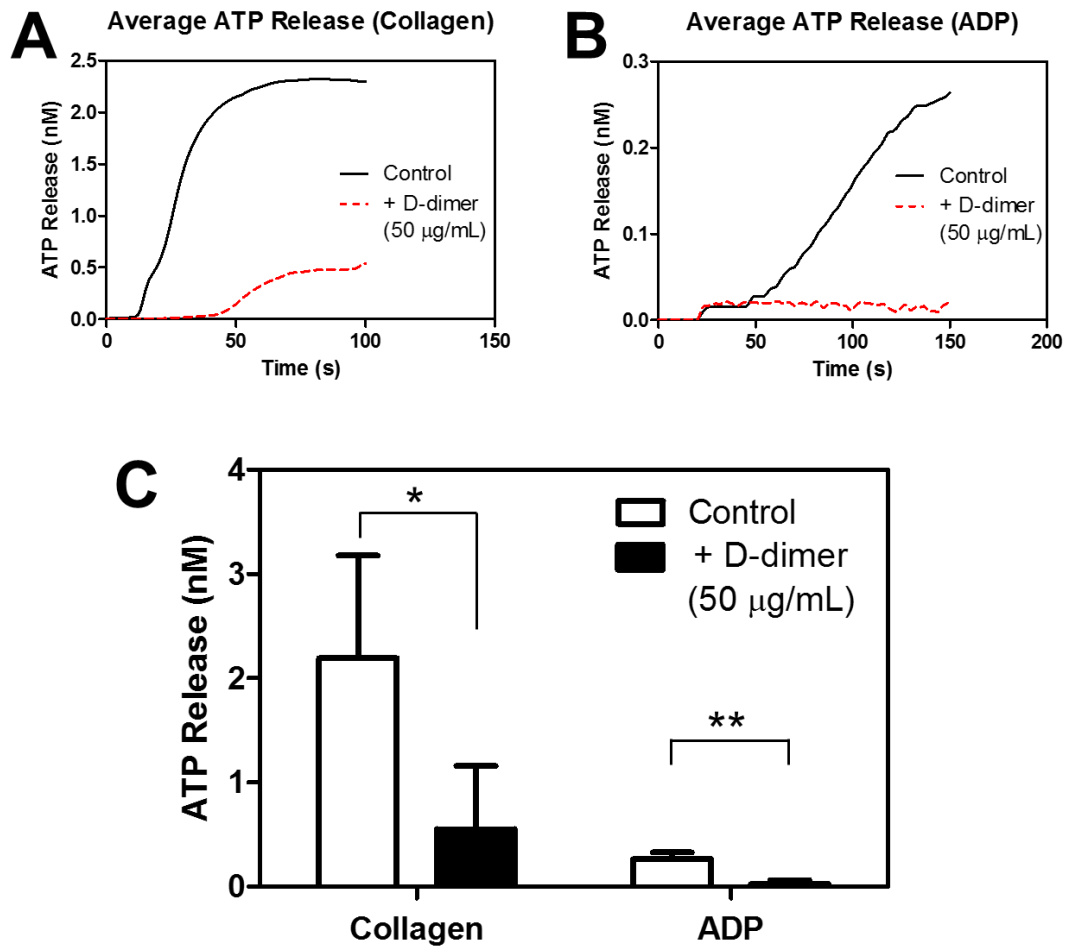 A
Average ATP Release (Collagen)
ATP Release (nM)
2.5
2.0
1.5
1.0
0.5
0.0
0
50
100
150
Time (s)
Control
+ D-dimer
(50 μg/mL)
B
Average ATP Release (ADP)
ATP Release (nM)
0.3
0.2
0.1
0.0
0
50
100
150
200
Time (s)
Control
+ D-dimer
(50 μg/mL)
C
ATP Release (nM)
4
3
2
1
0
*
**
Control
+ D-dimer
(50 μg/mL)
Collagen
ADP